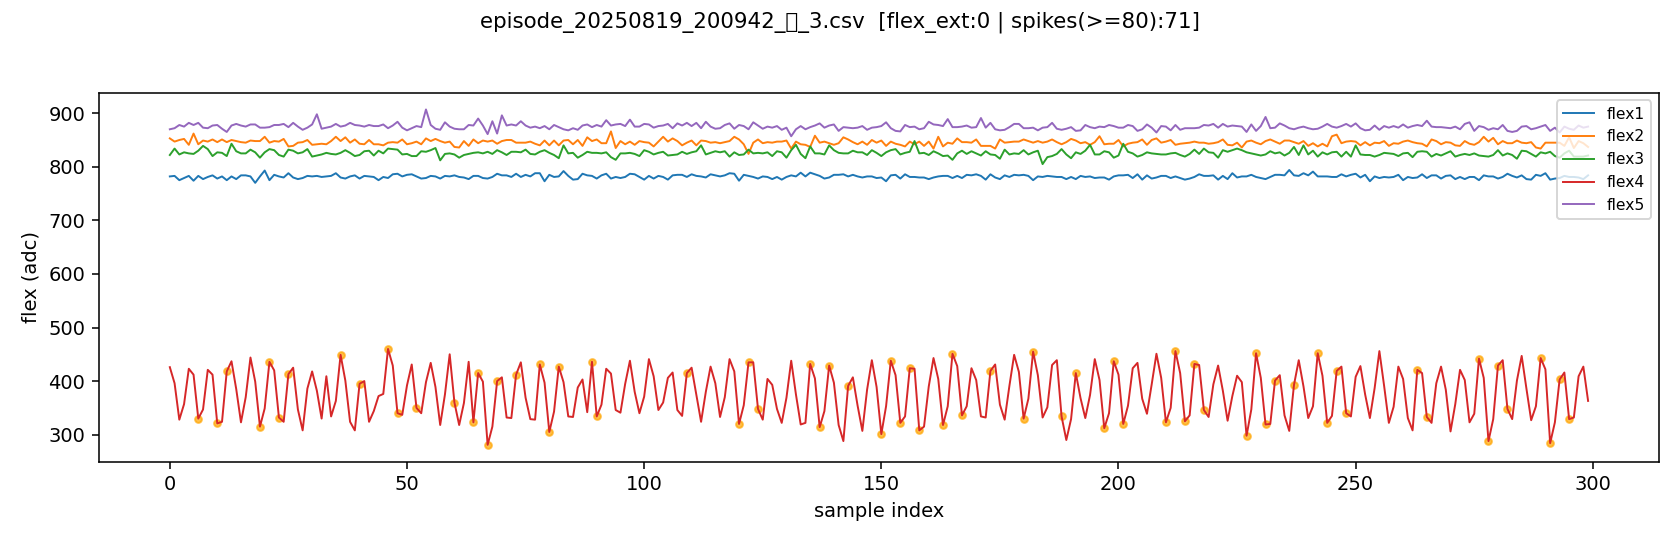 episode_20250819_200942_▯_3.csv  [flex_ext:0 | spikes(>=80):71]
900
800
700
600
500
400
300
flex (adc)
0
50
100
150
200
250
300
sample index
flex1
flex2
flex3
flex4
flex5